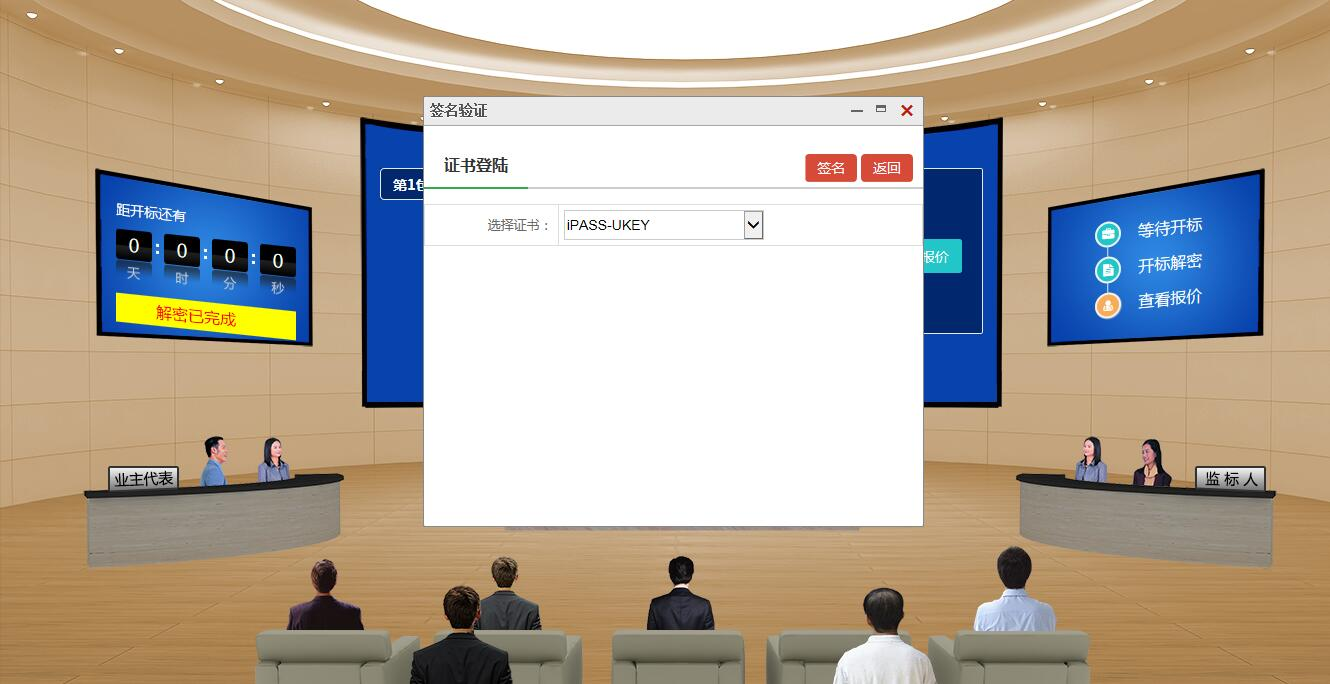 签名验证
证书登陆
签名
返回
选择证书：
iPASS-UKEY
第1包
报价
距开标还有
0 : 0 : 0 : 0
天 时 分 秒
解密已完成
等待开标
开标解密
查看报价
业主代表
监标人